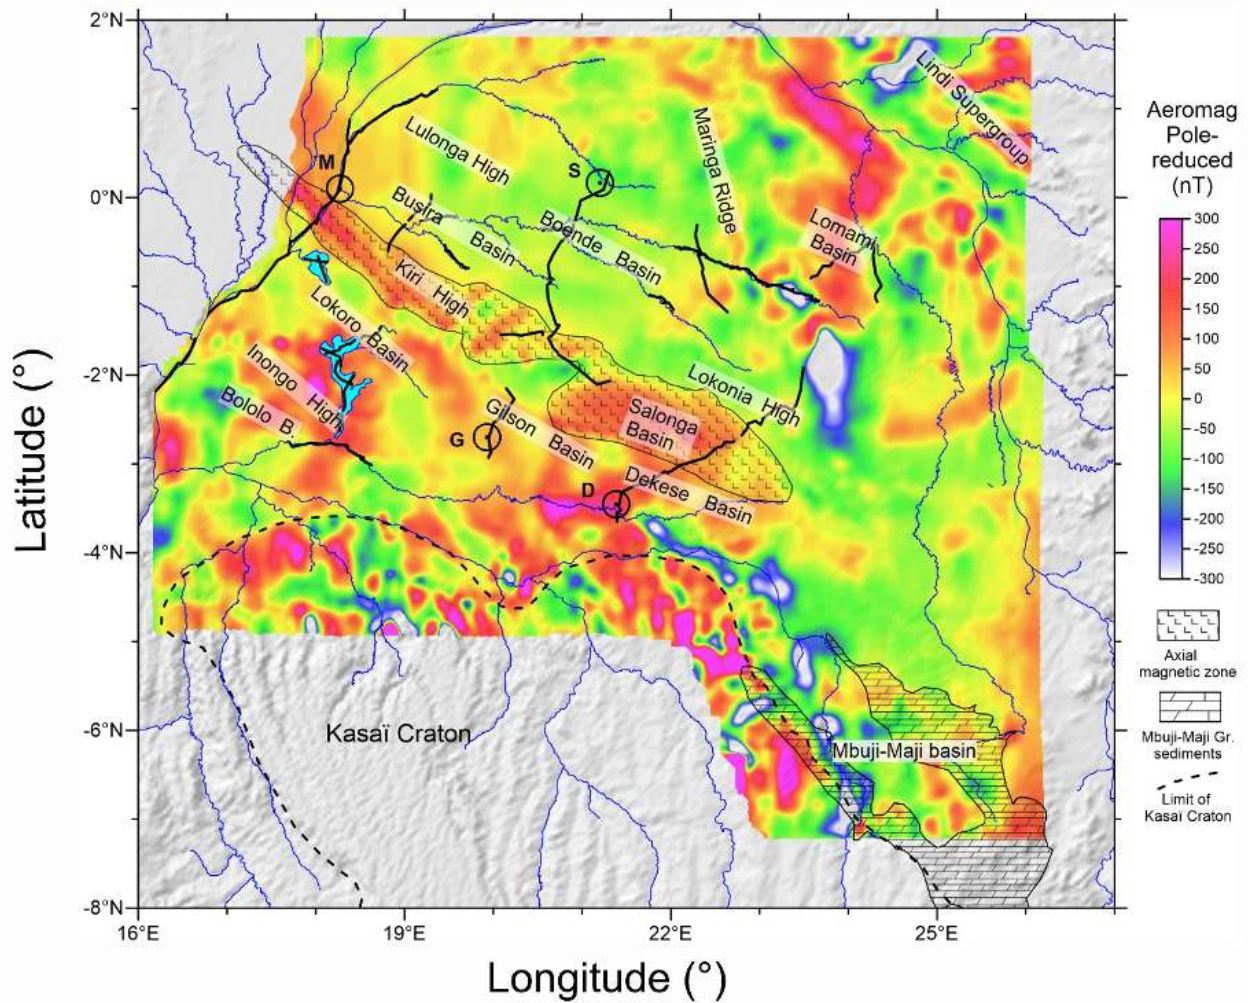 2°N
0°N
-2°N
-4°N
-6°N
-8°N
16°E
19°E
22°E
25°E
Latitude (°)
Longitude (°)
Lindi Supergroup
Lulonga High
M
S
Maringa Ridge
Busira Basin
Boende Basin
Lomami
Basin
Kiri High
Lokoro Basin
Inongo High
Bololo B
Lokonia High
Gilson Basin
G
Salonga
Basin
D
Dekese Basin
Kasaï Craton
Mbuji-Maji basin
Aeromag
Pole-
reduced
(nT)
300
250
200
150
100
50
0
-50
-100
-150
-200
-250
-300
Axial
magnetic zone
Mbuji-Maji Gr.
sediments
Limit of
Kasaï Craton